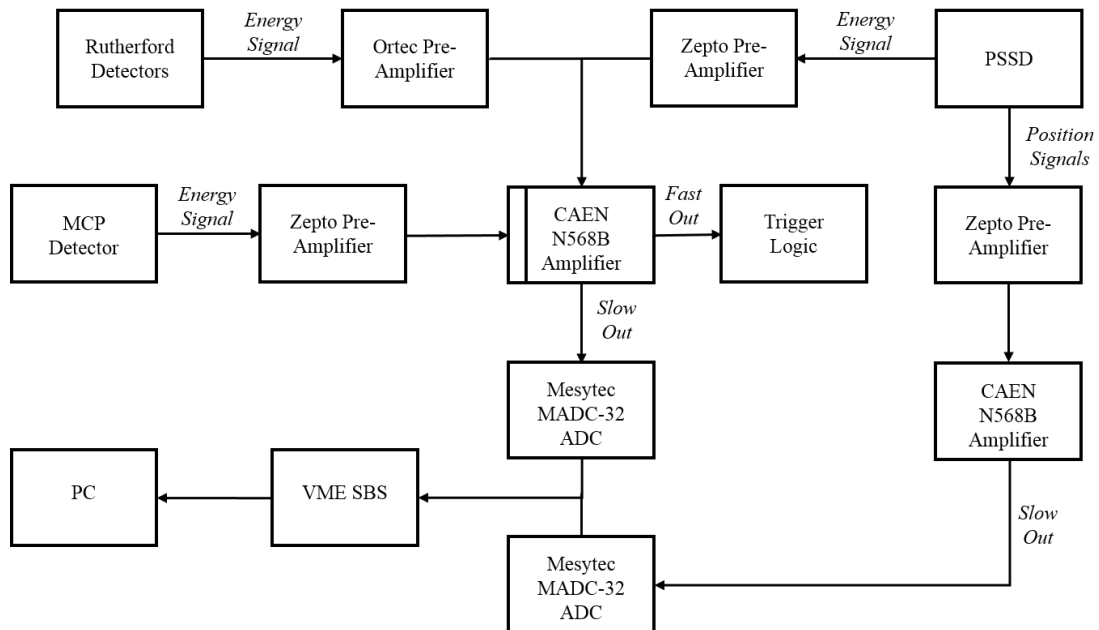 Energy
Signal
Rutherford
Detectors
Ortec Pre-
Amplifier
Zepto Pre-
Amplifier
Energy
Signal
PSSD
Position
Signals
MCP
Detector
Energy
Signal
Zepto Pre-
Amplifier
CAEN
N568B
Amplifier
Fast
Out
Trigger
Logic
Zepto Pre-
Amplifier
Slow
Out
Mesytec
MADC-32
ADC
CAEN
N568B
Amplifier
PC
VME SBS
Slow
Out
Mesytec
MADC-32
ADC